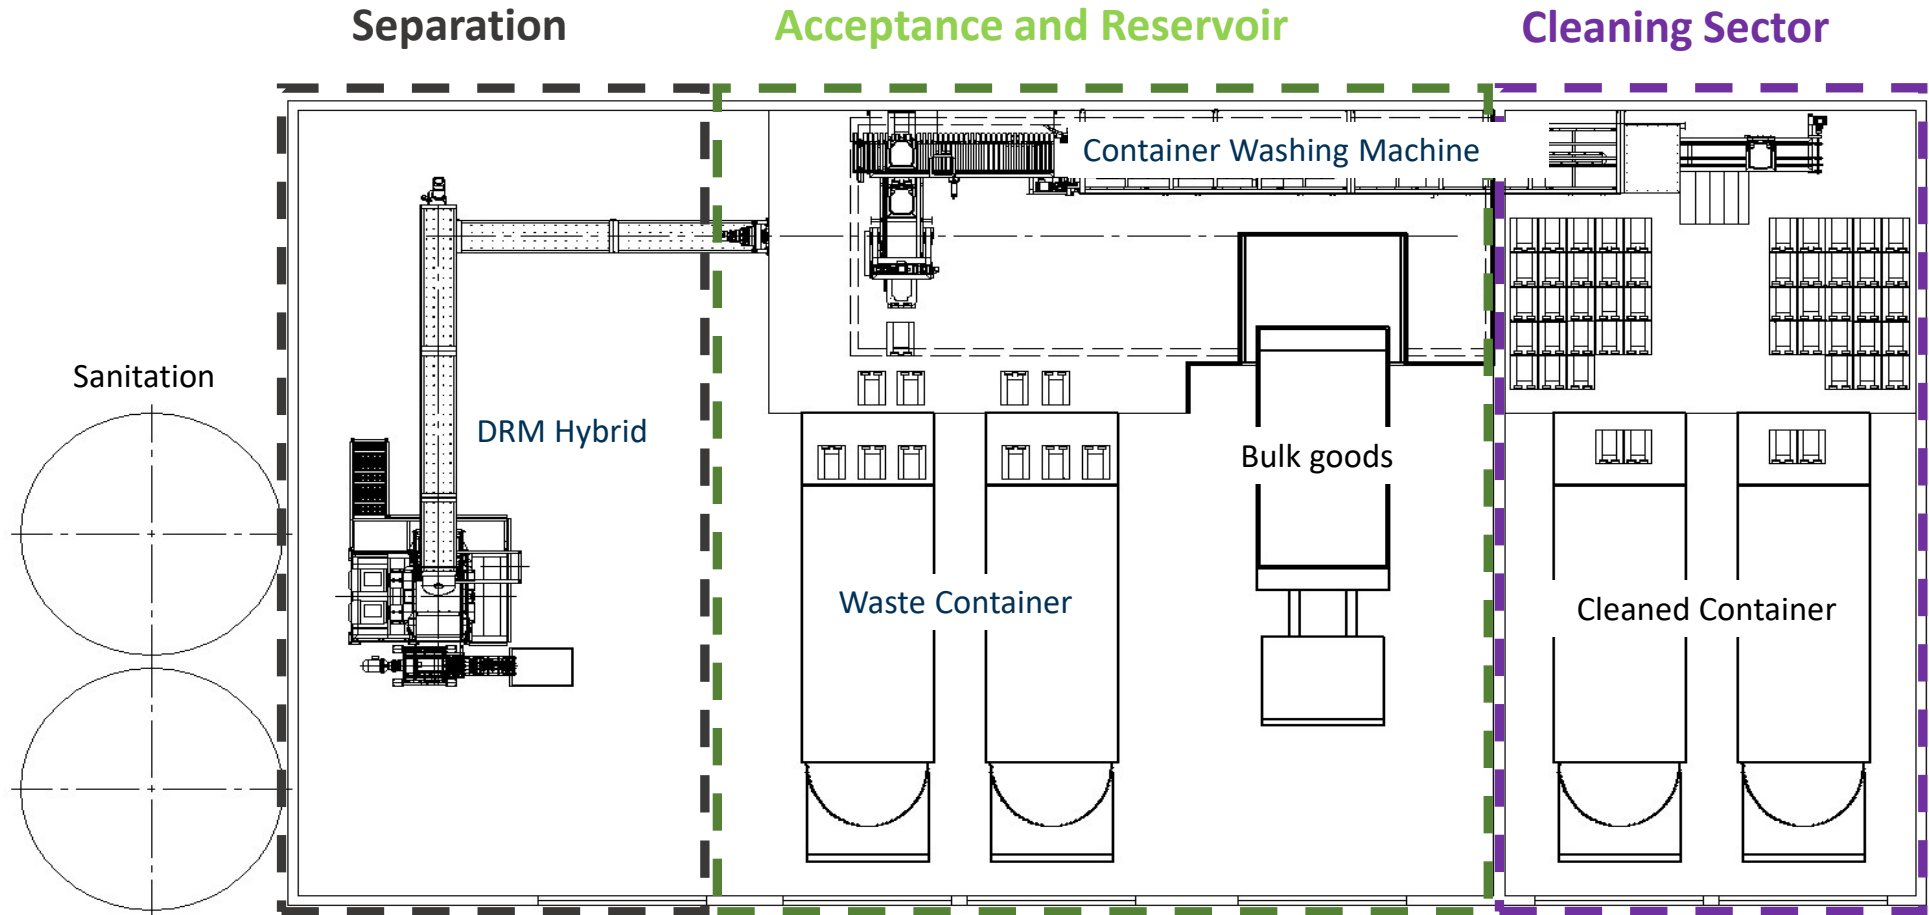 Separation
Acceptance and Reservoir
Cleaning Sector
Container Washing Machine
Sanitation
DRM Hybrid
Bulk goods
Waste Container
Cleaned Container